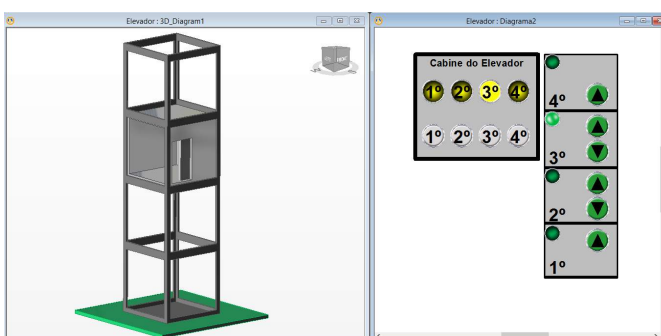 Elevador : 3D_Diagram1
Elevador : Diagrama2
Cabine do Elevador
1º 2º 3º 4º
1º 2º 3º 4º
4º
3º
2º
1º